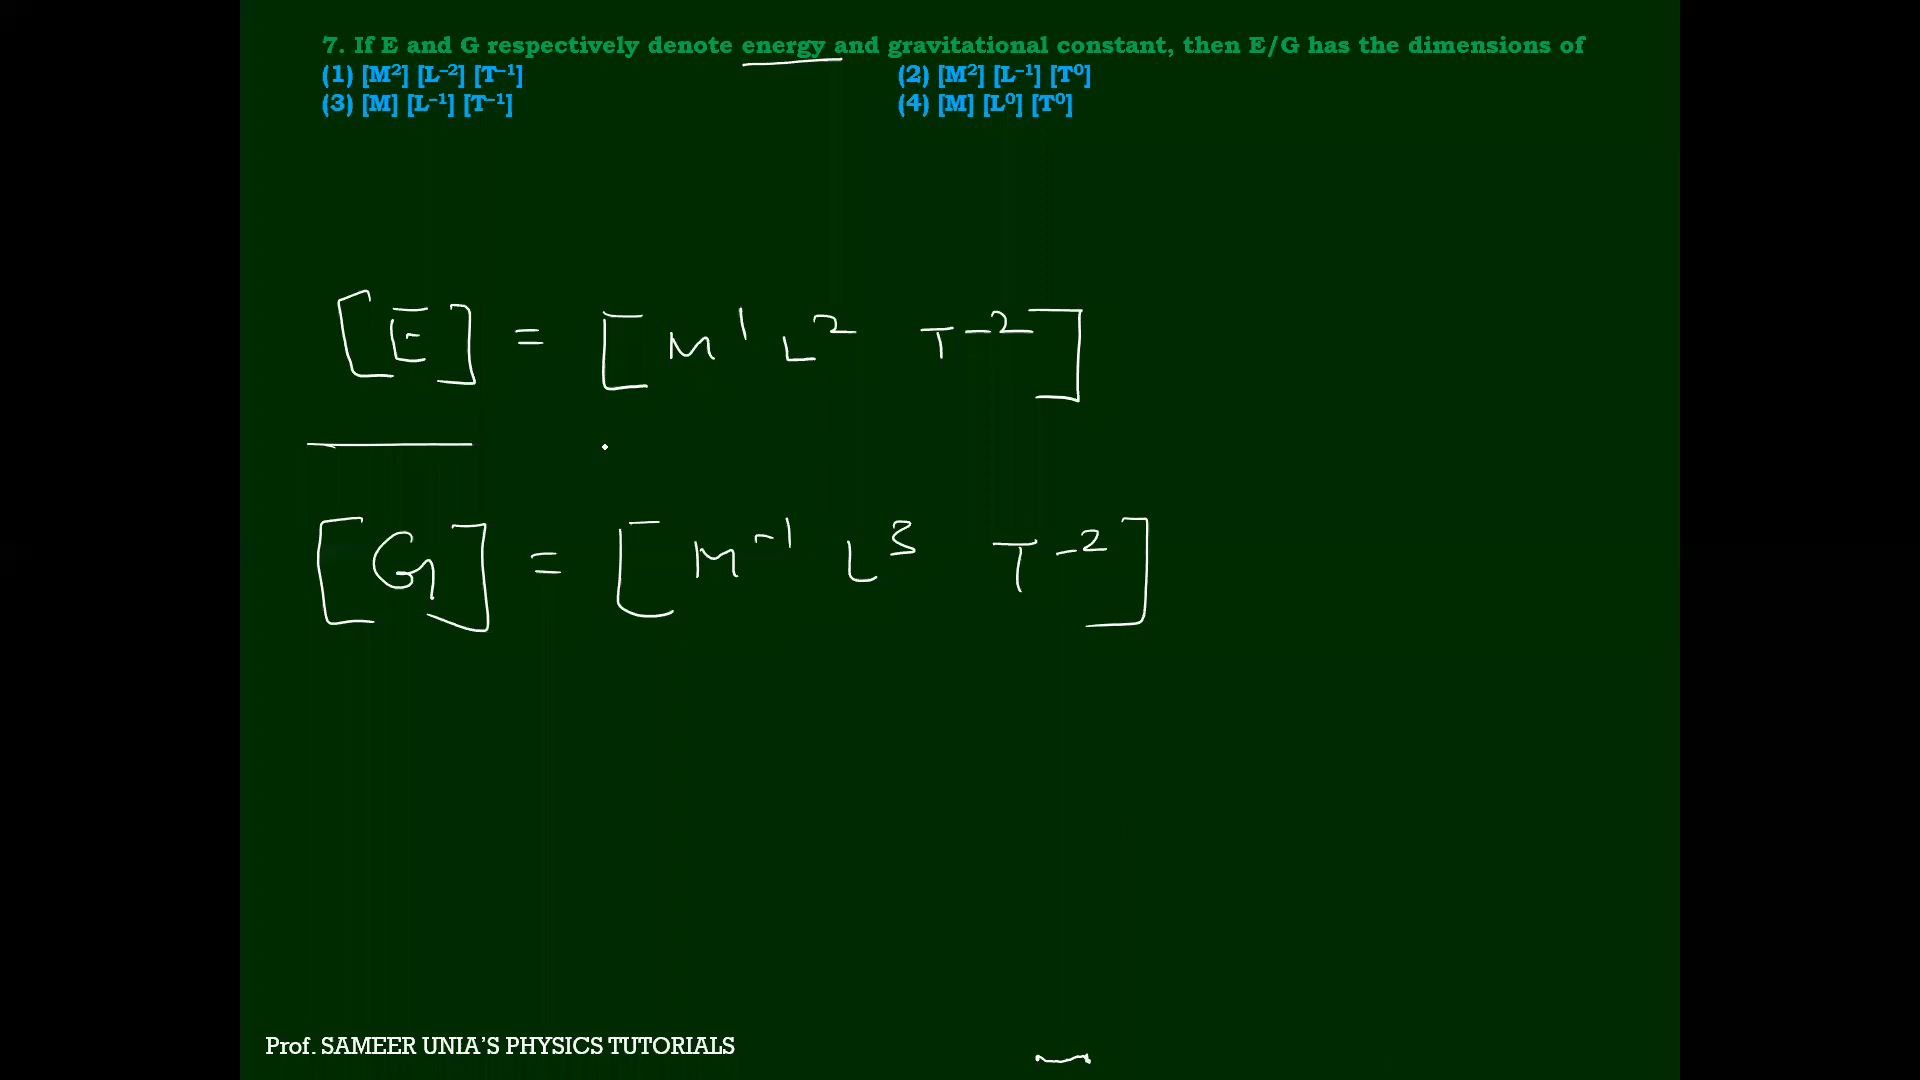 7. If E and G respectively denote energy and gravitational constant, then E/G has the dimensions of
(1) [M²] [L⁻²] [T⁻¹] (2) [M²] [L⁻¹] [T⁰]
(3) [M] [L⁻¹] [T⁻¹] (4) [M] [L⁰] [T⁰]
[E] = [M¹ L² T⁻²]
[G] = [M⁻¹ L³ T⁻²]
Prof. SAMEER UNIA'S PHYSICS TUTORIALS